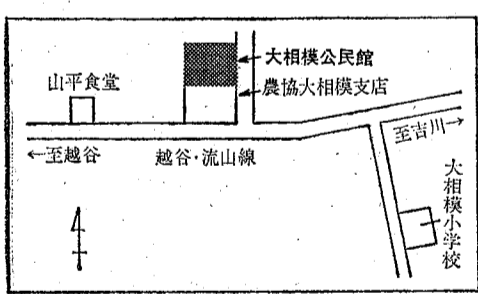 大相模公民館
農協大相模支店
山平食堂
至吉川→
←至越谷
越谷・流山線
大相模小学校